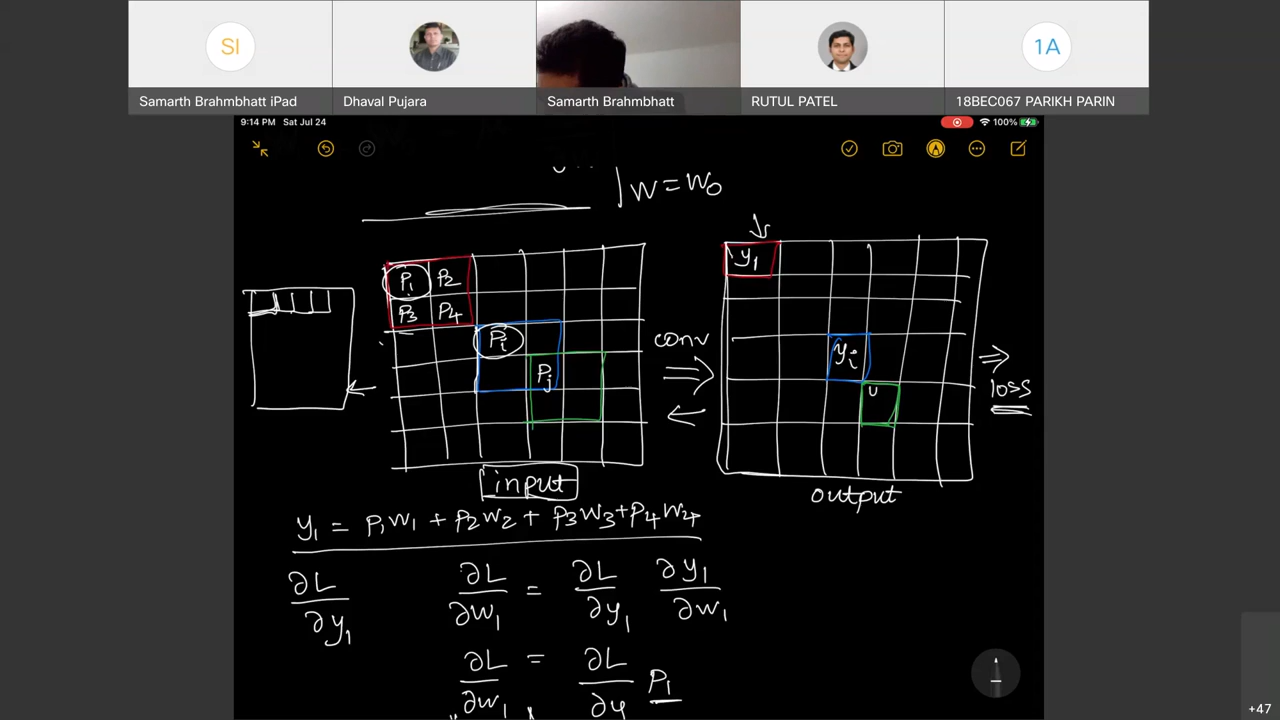 SI
1A
Samarth Brahmbhatt iPad
Dhaval Pujara
Samarth Brahmbhatt
RUTUL PATEL
18BEC067 PARIKH PARIN
9:14 PM Sat Jul 24
100%
| W = W0
P1 P2
P3 P4
Pi
Pj
conv
y1
yi
loss
input
output
y1 = P1W1 + P2W2 + P3W3 + P4W4
∂L/∂y1 ∂L/∂W1 = ∂L/∂y1 ∂y1/∂W1
∂L/∂W1 = ∂L/∂y P1
+47